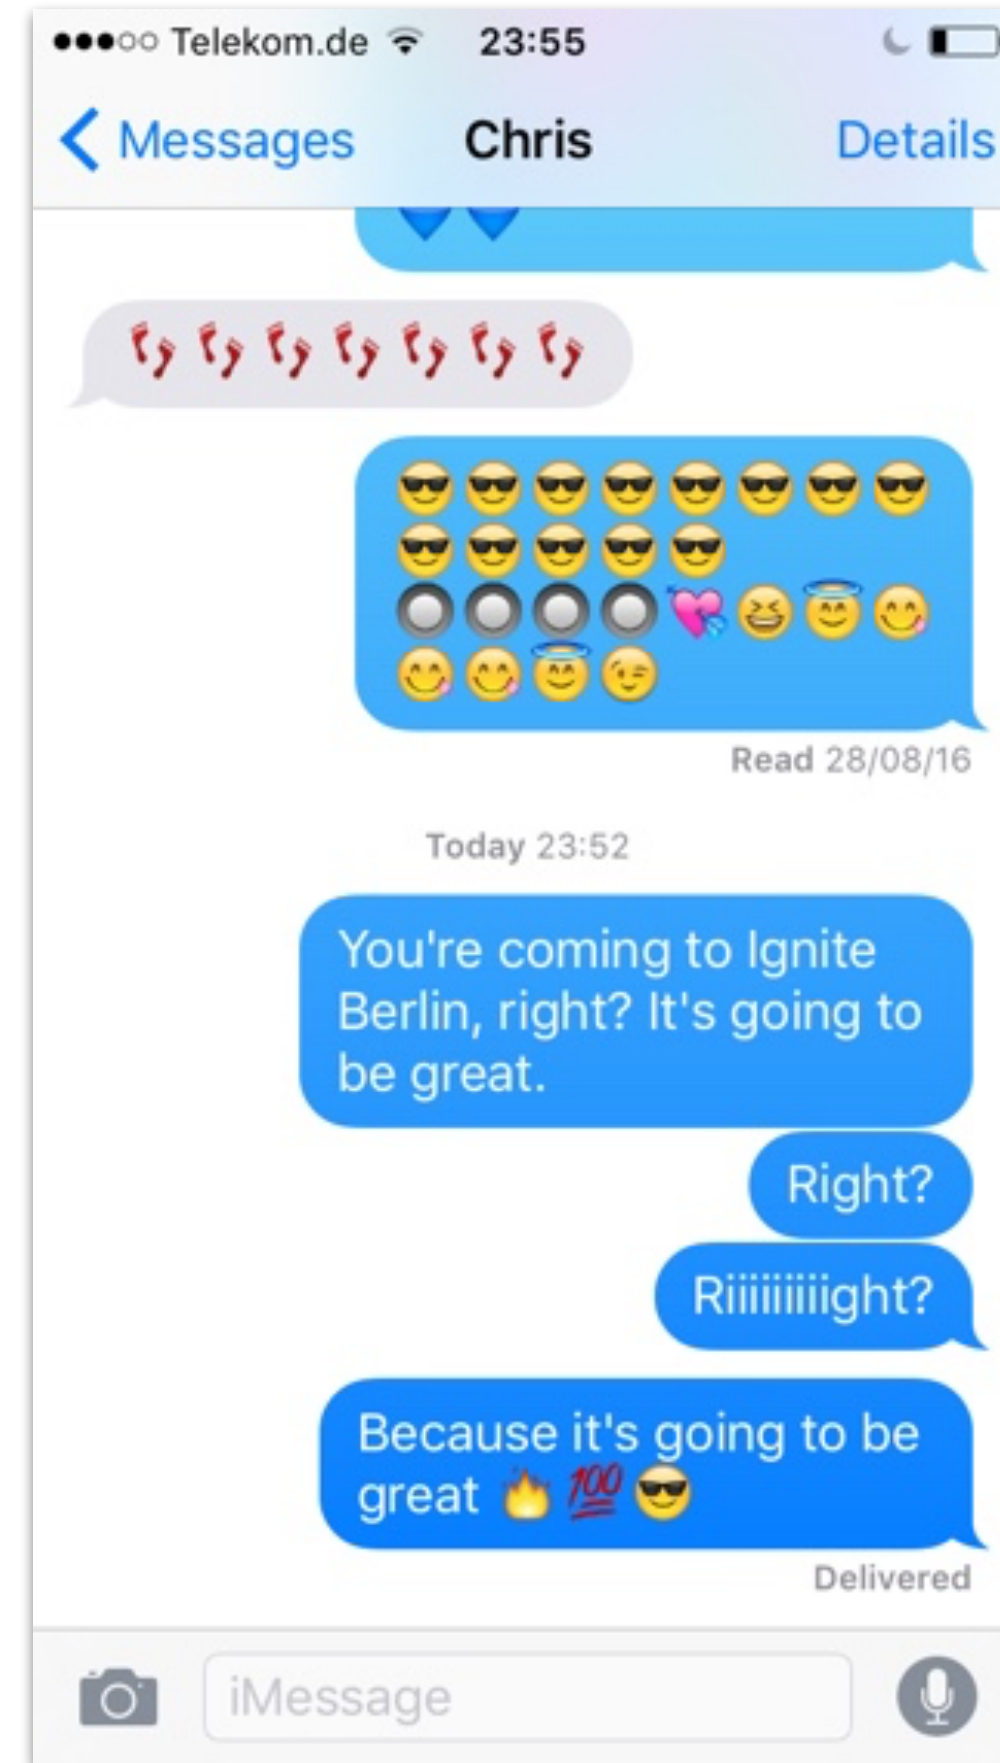 ●●●○○ Telekom.de 23:55
Messages Chris Details
💙💙
👣👣👣👣👣👣👣
😎😎😎😎😎😎😎😎
😎😎😎😎😎
🔘🔘🔘🔘💘😆😇😋
😋😋😇😉
Read 28/08/16
Today 23:52
You're coming to Ignite
Berlin, right? It's going to
be great.
Right?
Riiiiiiiiiight?
Because it's going to be
great 🔥 💯 😎
Delivered
iMessage